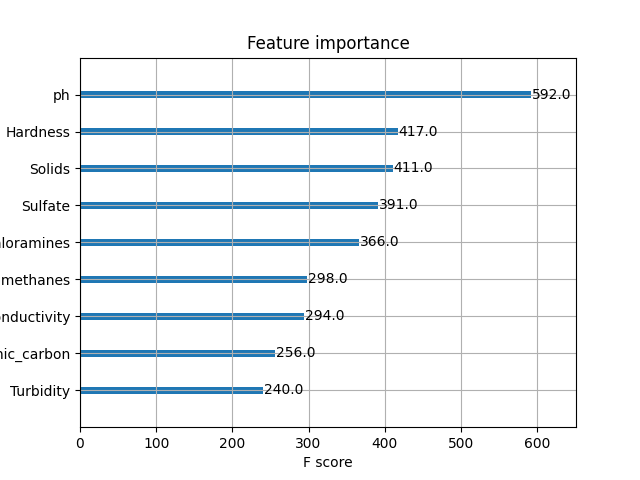 Feature importance
ph
592.0
Hardness
417.0
Solids
411.0
Sulfate
391.0
loramines
366.0
methanes
298.0
onductivity
294.0
nic_carbon
256.0
Turbidity
240.0
0 100 200 300 400 500 600
F score